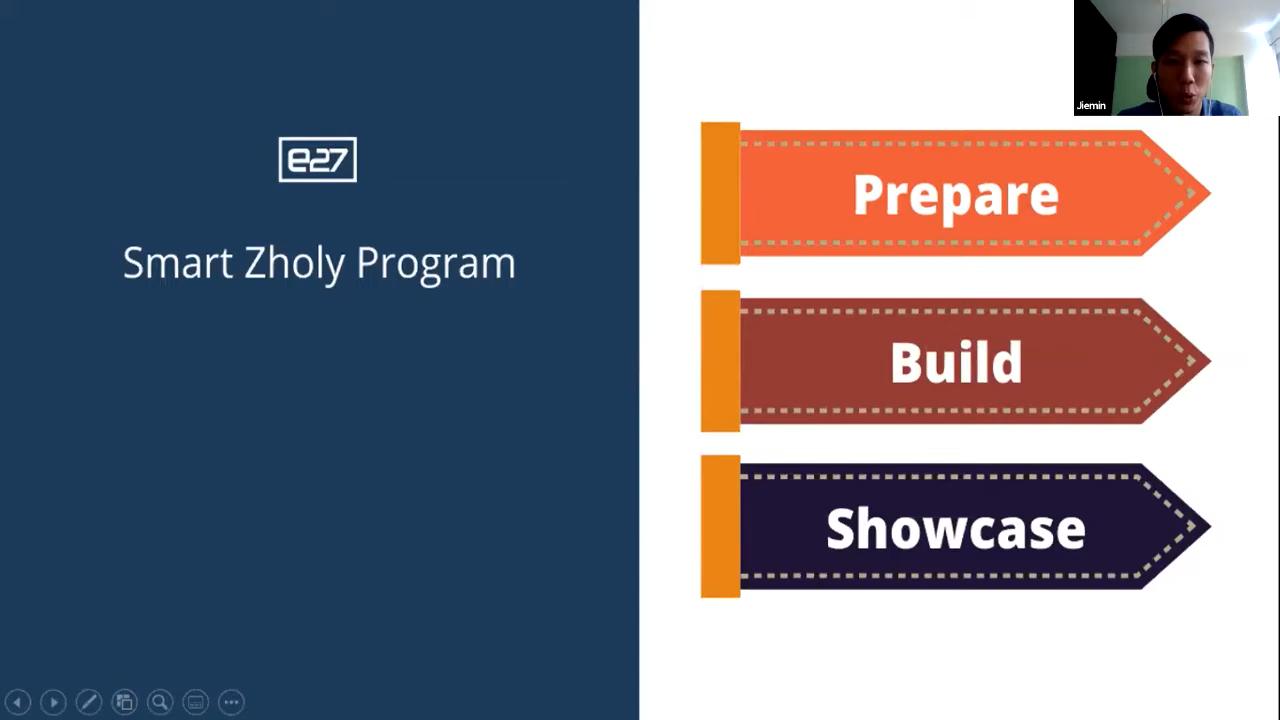 e27
Smart Zholy Program
Jiemin
Prepare
Build
Showcase